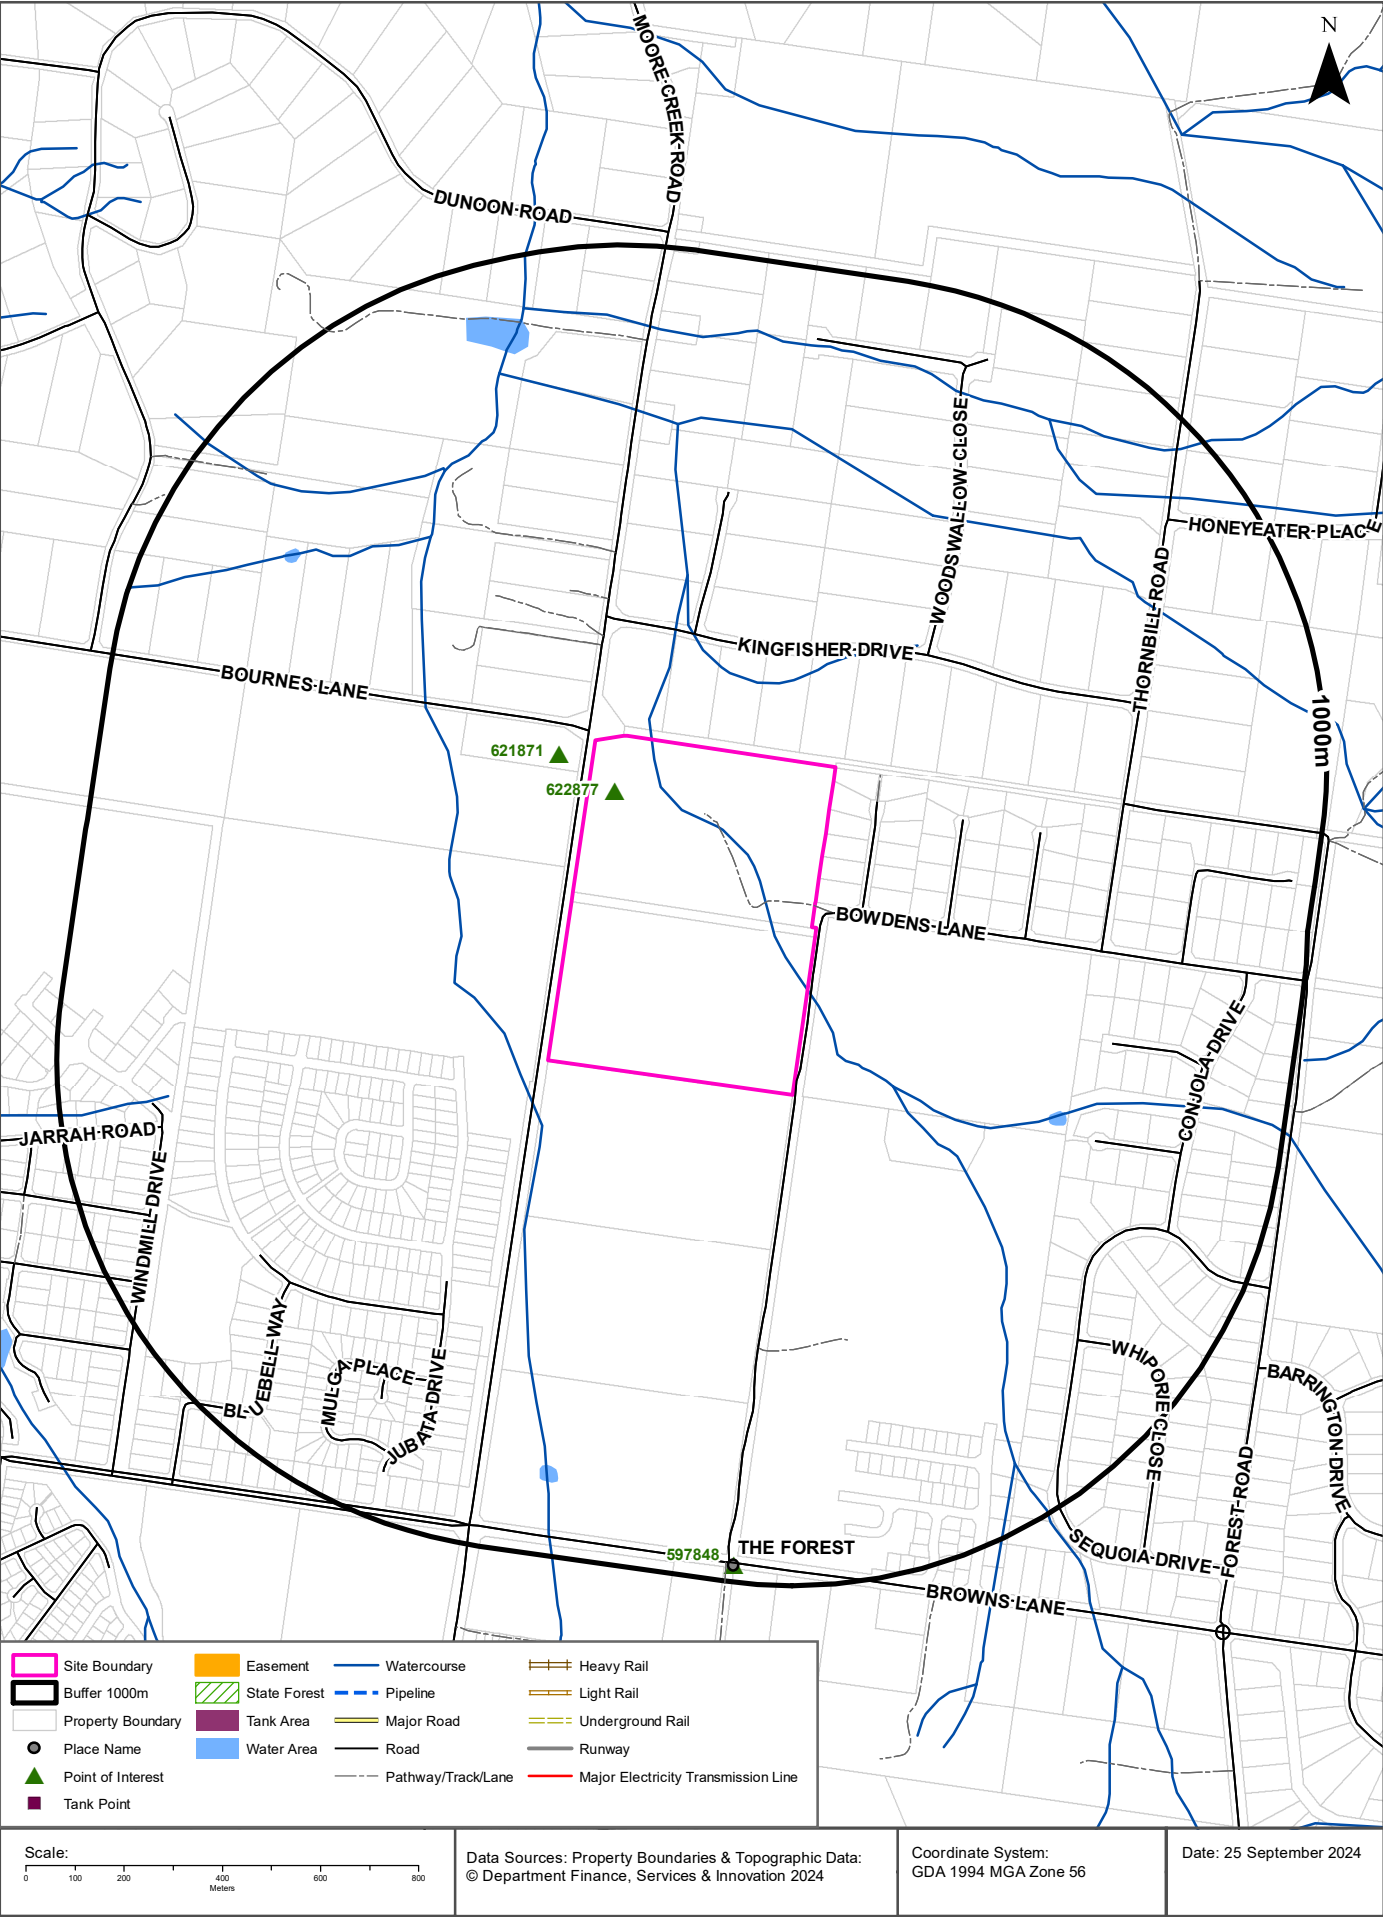 N
MOORE CREEK ROAD
DUNOON ROAD
WOODSWALLOW CLOSE
HONEYEATER PLACE
THORNBILL ROAD
KINGFISHER DRIVE
BOURNES LANE
1000m
621871
622877
BOWDENS LANE
CONJOLA DRIVE
JARRAH ROAD
WINDMILL DRIVE
BLUEBELL WAY
MULGA PLACE
JUBATA DRIVE
WHIPORIE CLOSE
BARRINGTON DRIVE
FOREST ROAD
SEQUOIA DRIVE
597848
THE FOREST
BROWNS LANE
Site Boundary
Buffer 1000m
Property Boundary
Place Name
Point of Interest
Tank Point
Easement
State Forest
Tank Area
Water Area
Watercourse
Pipeline
Major Road
Road
Pathway/Track/Lane
Heavy Rail
Light Rail
Underground Rail
Runway
Major Electricity Transmission Line
Scale:
0 100 200 400 600 800
Meters
Data Sources: Property Boundaries & Topographic Data:
© Department Finance, Services & Innovation 2024
Coordinate System:
GDA 1994 MGA Zone 56
Date: 25 September 2024